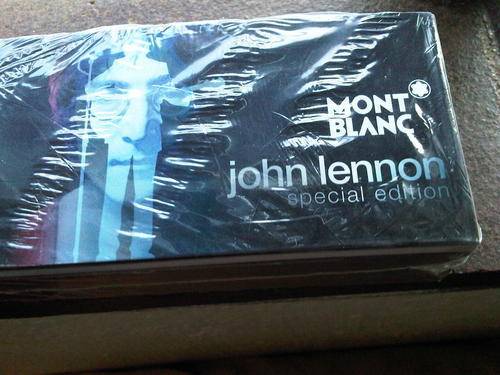 MONT
BLANC
john lennon
special edition